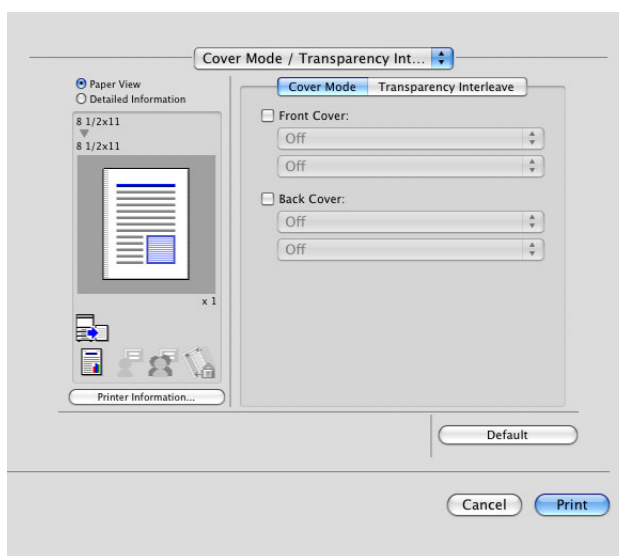 Cover Mode / Transparency Int...
Paper View
Detailed Information
8 1/2x11
8 1/2x11
x 1
Printer Information...
Cover Mode Transparency Interleave
Front Cover:
Off
Off
Back Cover:
Off
Off
Default
Cancel Print